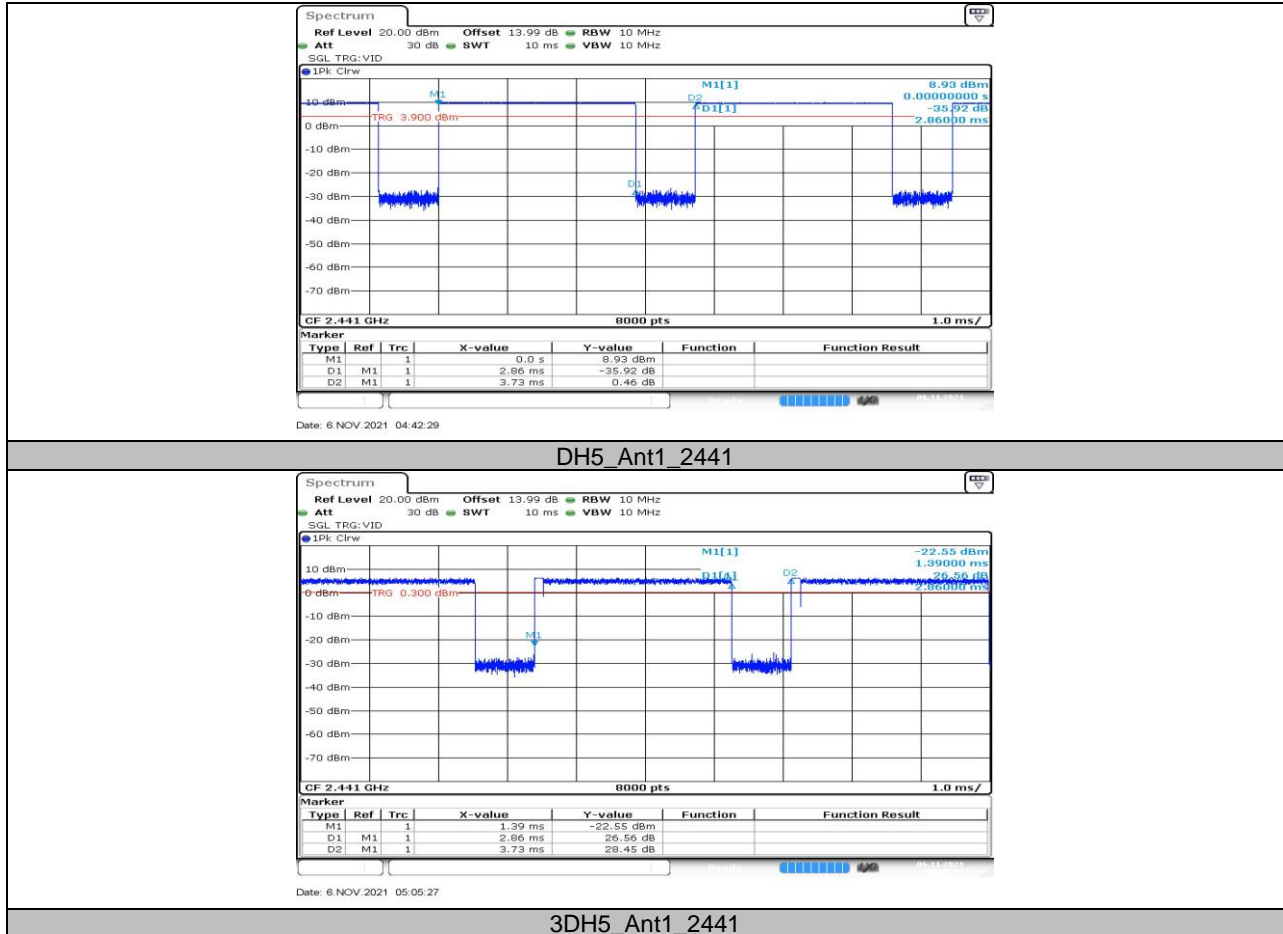 Spectrum
Ref Level 20.00 dBm Offset 13.99 dB RBW 10 MHz
Att 30 dB SWT 10 ms VBW 10 MHz
SGL TRG:VID
1Pk Clrw
M1[1] 8.93 dBm
0.00000000 s
D1[1] -35.92 dB
2.86000 ms
M1
D2
10 dBm
TRG 3.900 dBm
0 dBm
-10 dBm
-20 dBm
D1
-30 dBm
-40 dBm
-50 dBm
-60 dBm
-70 dBm
CF 2.441 GHz 8000 pts 1.0 ms/
Marker
Type Ref Trc X-value Y-value Function Function Result
M1 1 0.0 s 8.93 dBm
D1 M1 1 2.86 ms -35.92 dB
D2 M1 1 3.73 ms 0.46 dB
Date: 6.NOV.2021 04:42:29
DH5_Ant1_2441
Spectrum
Ref Level 20.00 dBm Offset 13.99 dB RBW 10 MHz
Att 30 dB SWT 10 ms VBW 10 MHz
SGL TRG:VID
1Pk Clrw
M1[1] -22.55 dBm
1.39000 ms
D1[1] 26.56 dB
2.86000 ms
10 dBm
D2
0 dBm
TRG 0.300 dBm
-10 dBm
-20 dBm
M1
-30 dBm
-40 dBm
-50 dBm
-60 dBm
-70 dBm
CF 2.441 GHz 8000 pts 1.0 ms/
Marker
Type Ref Trc X-value Y-value Function Function Result
M1 1 1.39 ms -22.55 dBm
D1 M1 1 2.86 ms 26.56 dB
D2 M1 1 3.73 ms 28.45 dB
Date: 6.NOV.2021 05:05:27
3DH5_Ant1_2441